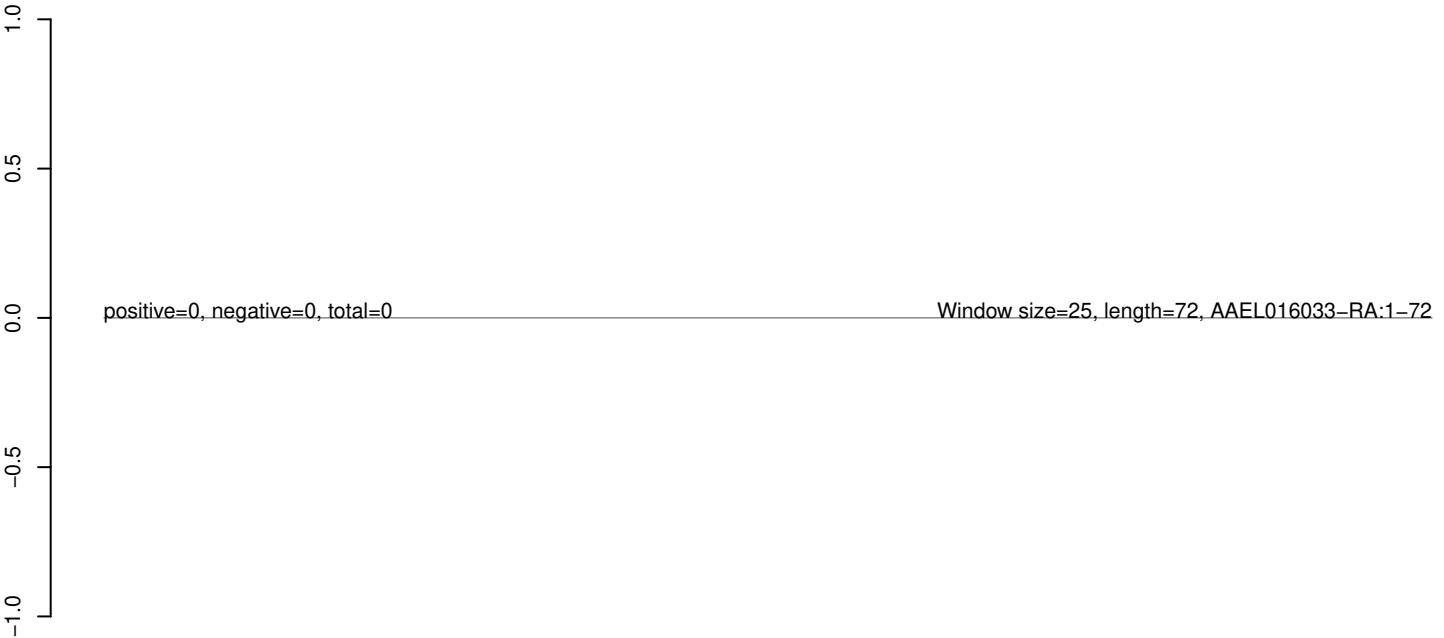 1.0
0.5
0.0
−0.5
−1.0
positive=0, negative=0, total=0
Window size=25, length=72, AAEL016033−RA:1−72